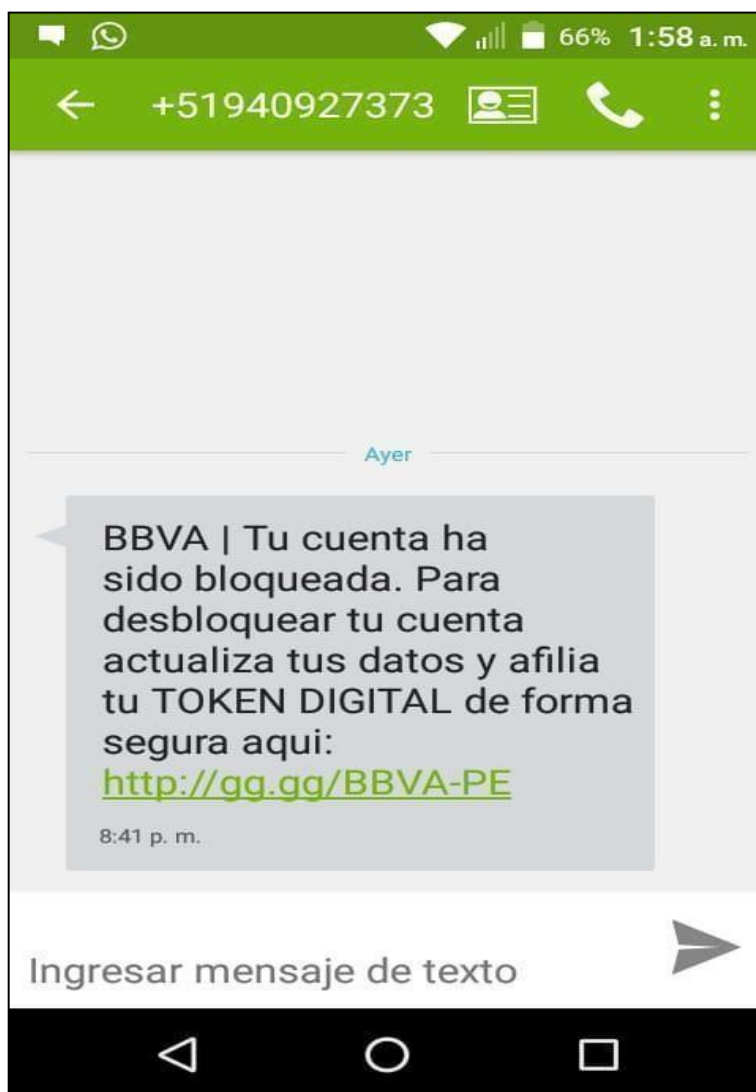 66% 1:58 a. m.
+51940927373
Ayer
BBVA | Tu cuenta ha
sido bloqueada. Para
desbloquear tu cuenta
actualiza tus datos y afilia
tu TOKEN DIGITAL de forma
segura aqui:
http://gg.gg/BBVA-PE
8:41 p. m.
Ingresar mensaje de texto